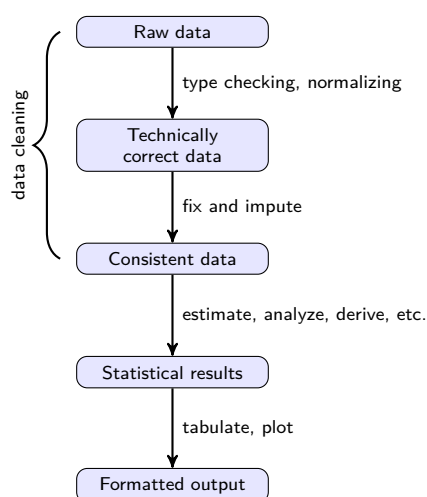 Raw data
type checking, normalizing
Technically
correct data
data cleaning
fix and impute
Consistent data
estimate, analyze, derive, etc.
Statistical results
tabulate, plot
Formatted output